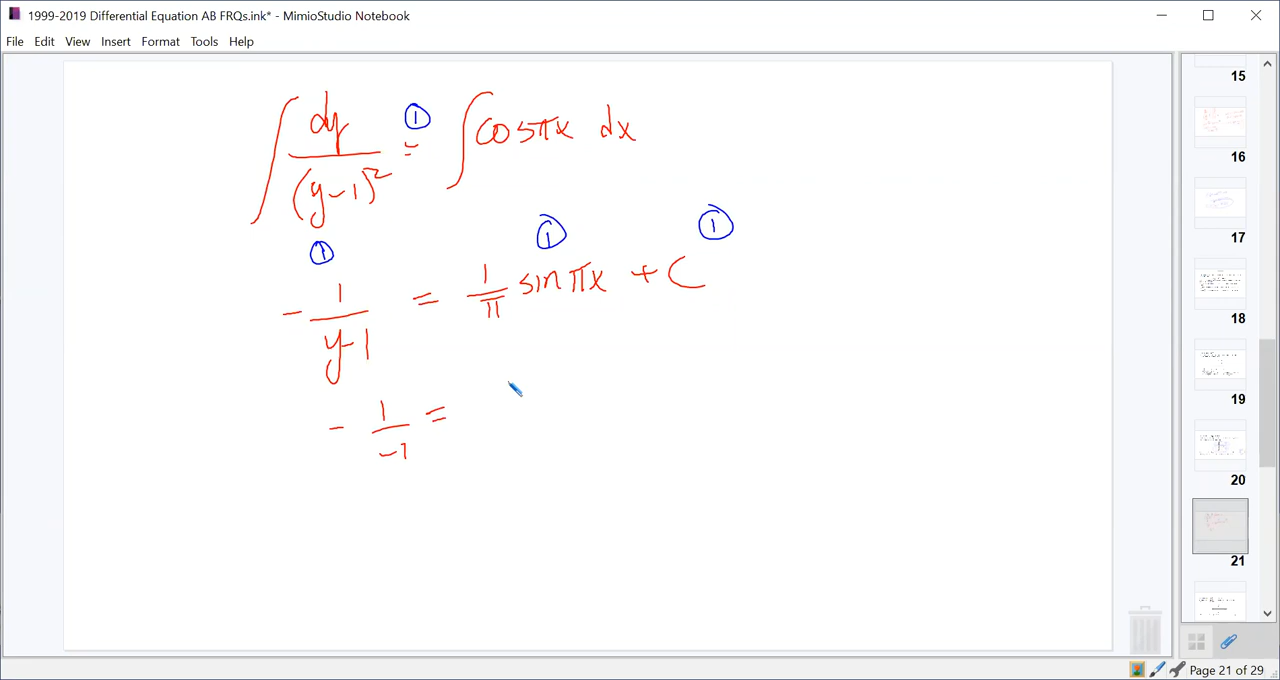 1999-2019 Differential Equation AB FRQs.ink* - MimioStudio Notebook
File Edit View Insert Format Tools Help
∫ dy/(y-1)² = ① ∫ cos πx dx
① ① ①
- 1/(y-1) = 1/π sin πx + C
- 1/-1 =
15
16
17
18
19
20
21
Page 21 of 29